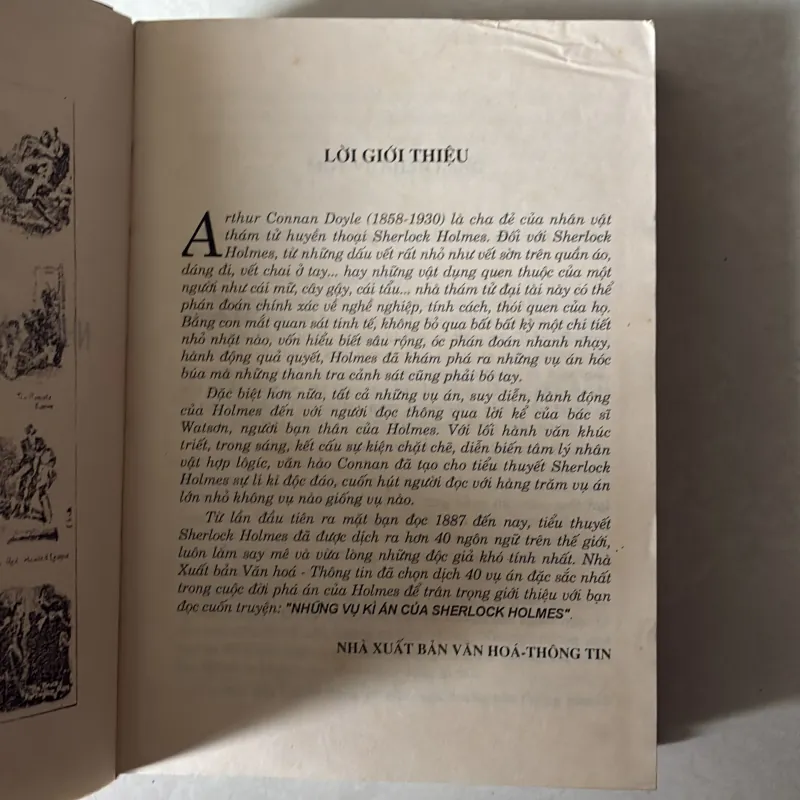 LỜI GIỚI THIỆU
Arthur Connan Doyle (1858-1930) là cha đẻ của nhân vật
thám tử huyền thoại Sherlock Holmes. Đối với Sherlock
Holmes, từ những dấu vết rất nhỏ như vết sờn trên quần áo,
dáng đi, vết chai ở tay... hay những vật dụng quen thuộc của một
người như cái mũ, cây gậy, cái tẩu... nhà thám tử đại tài này có thể
phán đoán chính xác về nghề nghiệp, tính cách, thói quen của họ.
Bằng con mắt quan sát tinh tế, không bỏ qua bất bất kỳ một chi tiết
nhỏ nhặt nào, vốn hiểu biết sâu rộng, óc phán đoán nhanh nhạy,
hành động quả quyết, Holmes đã khám phá ra những vụ án hóc
búa mà những thanh tra cảnh sát cũng phải bó tay.
Đặc biệt hơn nữa, tất cả những vụ án, suy diễn, hành động
của Holmes đến với người đọc thông qua lời kể của bác sĩ
Watsơn, người bạn thân của Holmes. Với lối hành văn khúc
triết, trong sáng, kết cấu sự kiện chặt chẽ, diễn biến tâm lý nhân
vật hợp lôgíc, văn hào Connan đã tạo cho tiểu thuyết Sherlock
Holmes sự li kì độc đáo, cuốn hút người đọc với hàng trăm vụ án
lớn nhỏ không vụ nào giống vụ nào.
Từ lần đầu tiên ra mắt bạn đọc 1887 đến nay, tiểu thuyết
Sherlock Holmes đã được dịch ra hơn 40 ngôn ngữ trên thế giới,
luôn làm say mê và vừa lòng những độc giả khó tính nhất. Nhà
Xuất bản Văn hoá - Thông tin đã chọn dịch 40 vụ án đặc sắc nhất
trong cuộc đời phá án của Holmes để trân trọng giới thiệu với bạn
đọc cuốn truyện: "NHỮNG VỤ KÌ ÁN CỦA SHERLOCK HOLMES".
NHÀ XUẤT BẢN VĂN HOÁ-THÔNG TIN